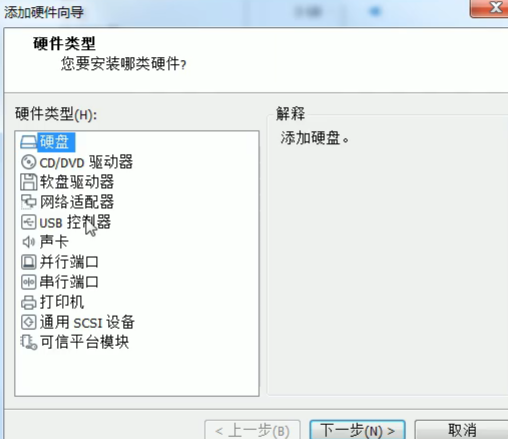 添加硬件向导
硬件类型
您要安装哪类硬件?
硬件类型(H):
硬盘
CD/DVD 驱动器
软盘驱动器
网络适配器
USB 控制器
声卡
并行端口
串行端口
打印机
通用 SCSI 设备
可信平台模块
解释
添加硬盘。
< 上一步(B)
下一步(N) >
取消